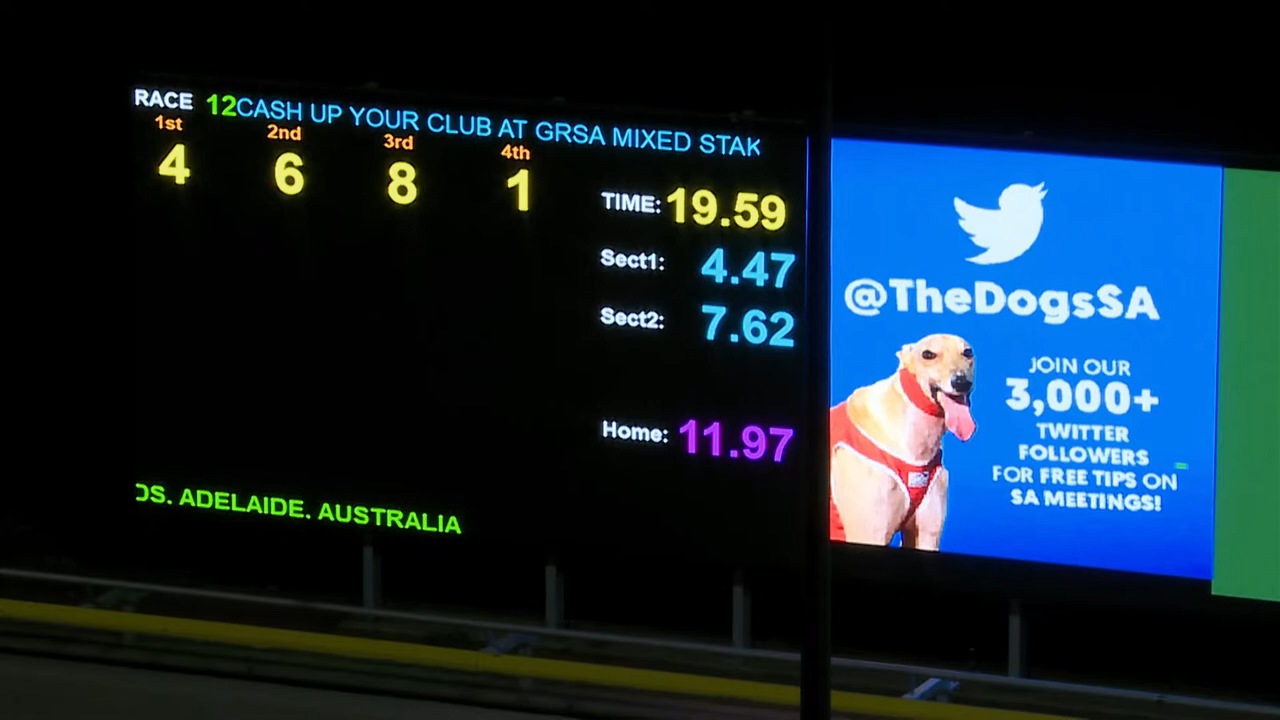 RACE 12CASH UP YOUR CLUB AT GRSA MIXED STAK
1st 2nd 3rd 4th
4 6 8 1
TIME: 19.59
Sect1: 4.47
Sect2: 7.62
Home: 11.97
OS. ADELAIDE. AUSTRALIA
@TheDogsSA
JOIN OUR
3,000+
TWITTER
FOLLOWERS
FOR FREE TIPS ON
SA MEETINGS!